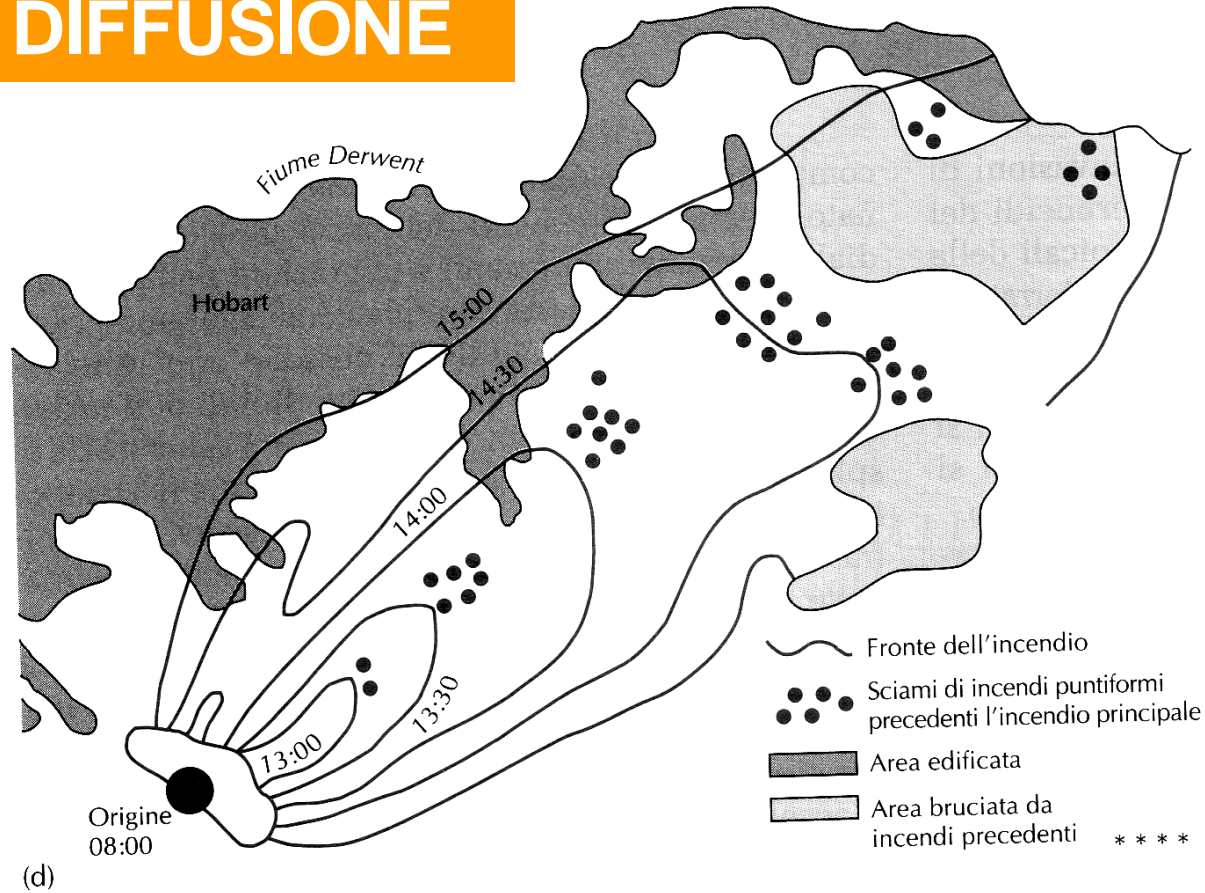 DIFFUSIONE
Fiume Derwent
Hobart
15:00
14:30
14:00
13:30
13:00
Origine
08:00
Fronte dell'incendio
Sciami di incendi puntiformi
precedenti l'incendio principale
Area edificata
Area bruciata da
incendi precedenti
* * * *
(d)